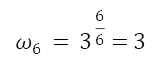 ω₆ = 3^(6/6) = 3